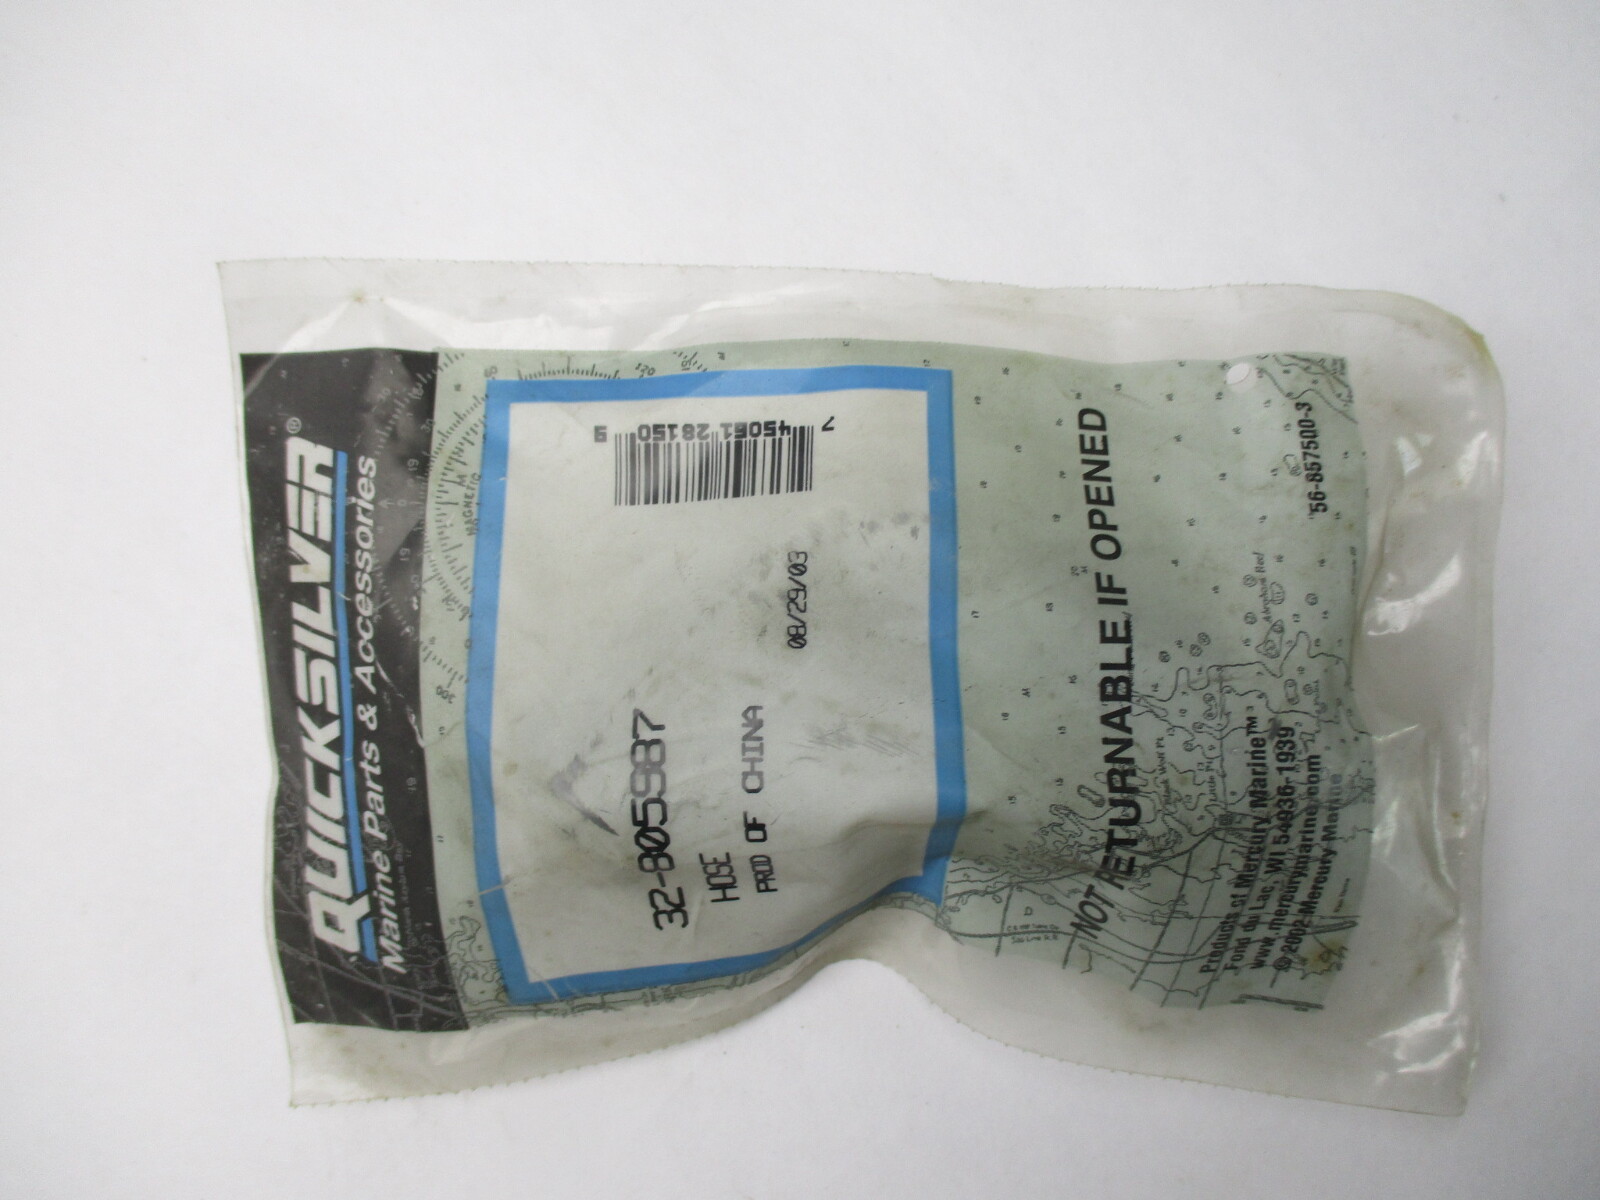 QUICKSILVER®
Marine Parts & Accessories
MAGNETIC
7 45061 28150 9
32-805987
HOSE
PROD OF CHINA
08/29/03
NOT RETURNABLE IF OPENED
Products of Mercury Marine™
Fond du Lac, WI 54936-1939
www.mercurymarine.com
© 2002 Mercury Marine
56-857500-3